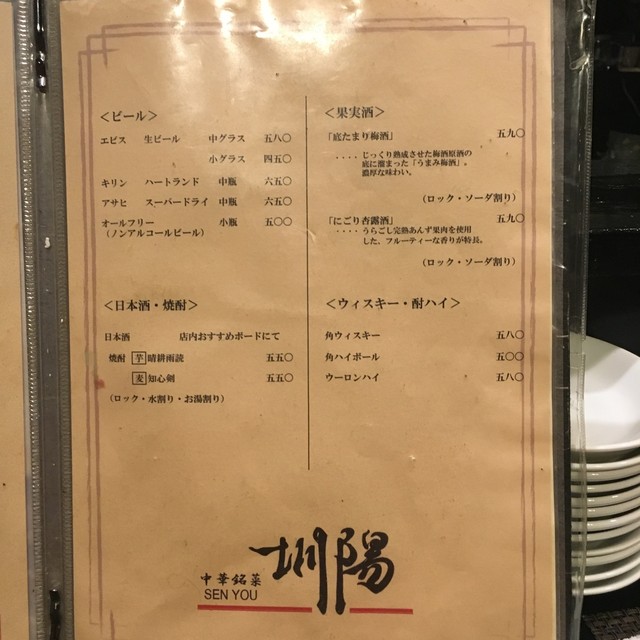 ＜ビール＞
エビス 生ビール 中グラス 五八〇
小グラス 四五〇
キリン ハートランド 中瓶 六五〇
アサヒ スーパードライ 中瓶 六五〇
オールフリー 小瓶 五〇〇
（ノンアルコールビール）
＜日本酒・焼酎＞
日本酒 店内おすすめボードにて
焼酎 芋 晴耕雨読 五五〇
麦 知心剣 五五〇
（ロック・水割り・お湯割り）
＜果実酒＞
「底たまり梅酒」 五九〇
‥‥じっくり熟成させた梅酒原酒の
底に溜まった「うまみ梅酒」。
濃厚な味わい。
（ロック・ソーダ割り）
「にごり杏露酒」 五九〇
‥‥うらごし完熟あんず果肉を使用
した、フルーティーな香りが特長。
（ロック・ソーダ割り）
＜ウィスキー・酎ハイ＞
角ウィスキー 五八〇
角ハイボール 五〇〇
ウーロンハイ 五八〇
中華銘菜 圳陽
SEN YOU